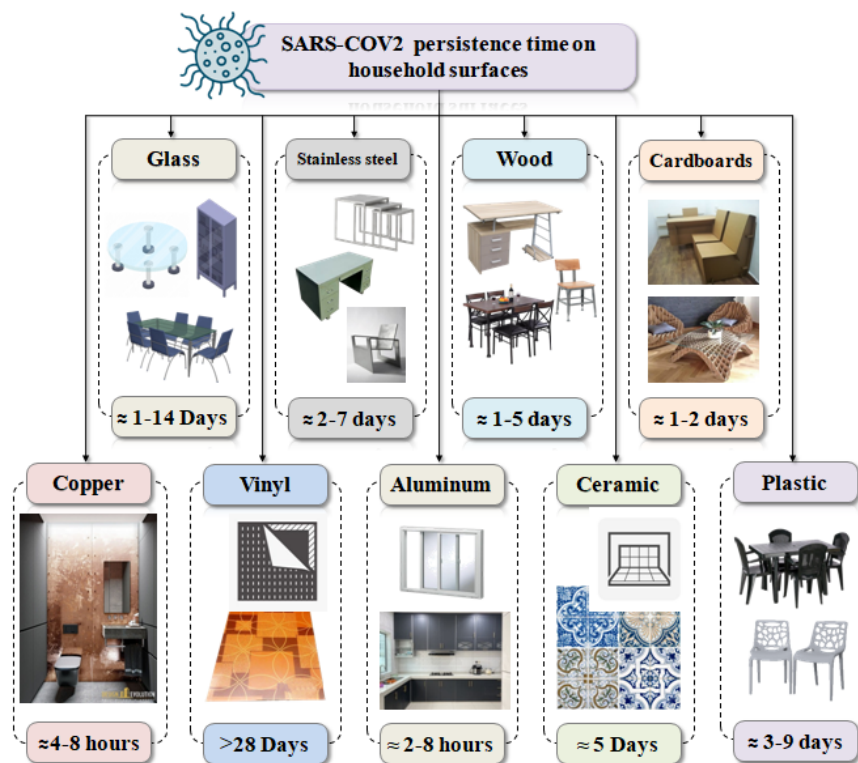 SARS-COV2 persistence time on
household surfaces
Glass
Stainless steel
Wood
Cardboards
≈ 1-14 Days
≈ 2-7 days
≈ 1-5 days
≈ 1-2 days
Copper
Vinyl
Aluminum
Ceramic
Plastic
≈4-8 hours
>28 Days
≈ 2-8 hours
≈ 5 Days
≈ 3-9 days